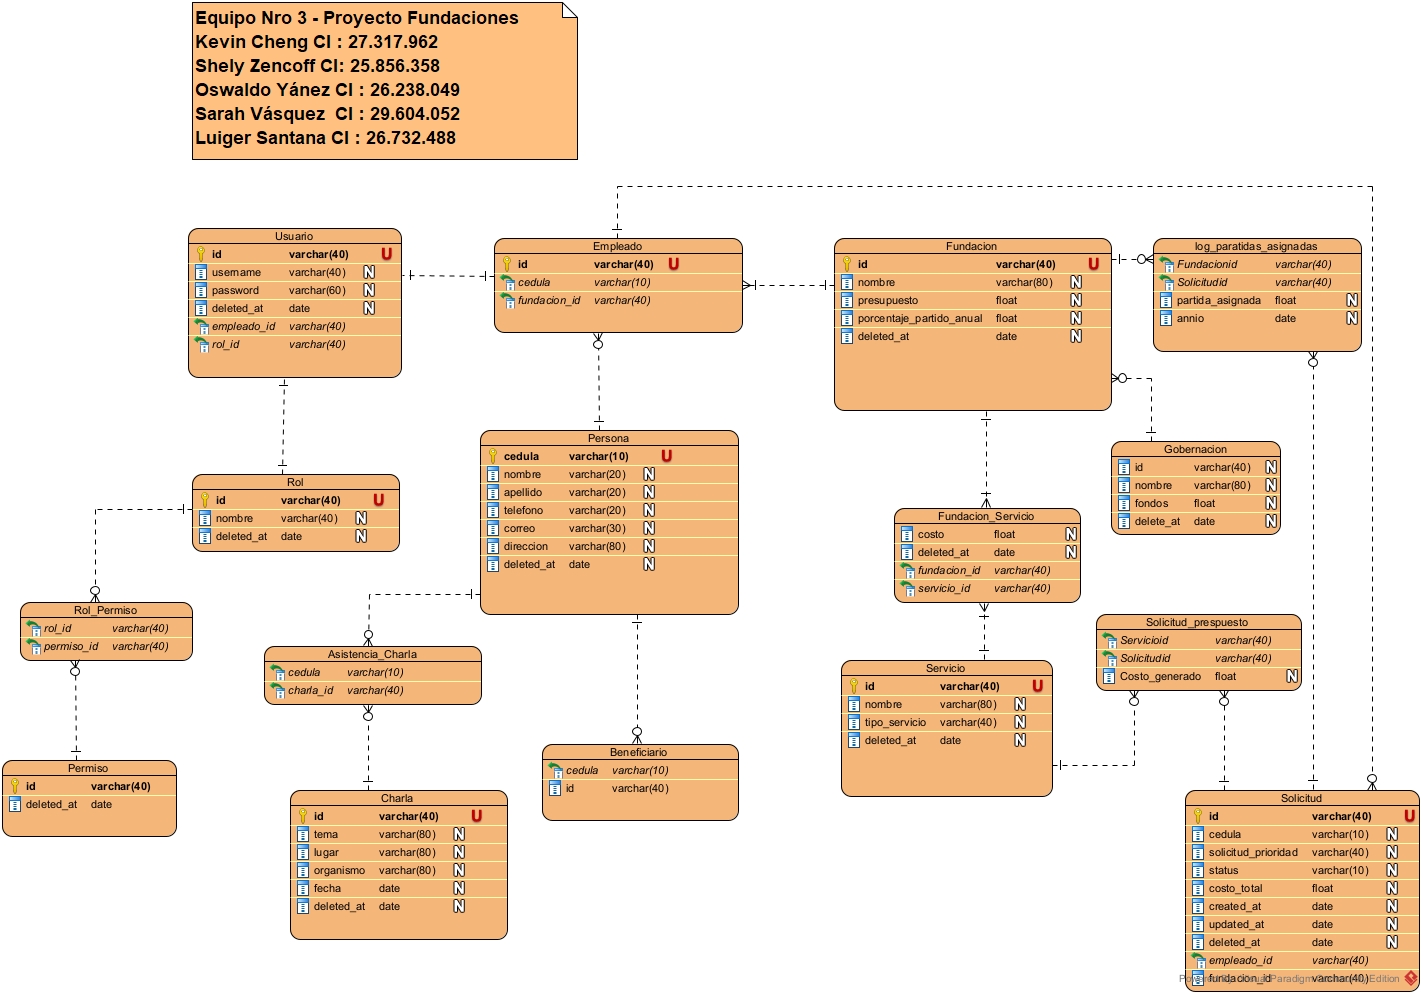 Equipo Nro 3 - Proyecto Fundaciones
Kevin Cheng CI : 27.317.962
Shely Zencoff CI: 25.856.358
Oswaldo Yánez CI : 26.238.049
Sarah Vásquez CI : 29.604.052
Luiger Santana CI : 26.732.488
Usuario
id varchar(40) U
username varchar(40) N
password varchar(60) N
deleted_at date N
empleado_id varchar(40)
rol_id varchar(40)
Empleado
id varchar(40) U
cedula varchar(10)
fundacion_id varchar(40)
Fundacion
id varchar(40) U
nombre varchar(80) N
presupuesto float N
porcentaje_partido_anual float N
deleted_at date N
log_paratidas_asignadas
Fundacionid varchar(40)
Solicitudid varchar(40)
partida_asignada float N
annio date N
Gobernacion
id varchar(40) N
nombre varchar(80) N
fondos float N
delete_at date N
Persona
cedula varchar(10) U
nombre varchar(20) N
apellido varchar(20) N
telefono varchar(20) N
correo varchar(30) N
direccion varchar(80) N
deleted_at date N
Rol
id varchar(40) U
nombre varchar(40) N
deleted_at date N
Fundacion_Servicio
costo float N
deleted_at date N
fundacion_id varchar(40)
servicio_id varchar(40)
Rol_Permiso
rol_id varchar(40)
permiso_id varchar(40)
Asistencia_Charla
cedula varchar(10)
charla_id varchar(40)
Solicitud_prespuesto
Servicioid varchar(40)
Solicitudid varchar(40)
Costo_generado float N
Servicio
id varchar(40) U
nombre varchar(80) N
tipo_servicio varchar(40) N
deleted_at date N
Permiso
id varchar(40)
deleted_at date
Beneficiario
cedula varchar(10)
id varchar(40)
Charla
id varchar(40) U
tema varchar(80) N
lugar varchar(80) N
organismo varchar(80) N
fecha date N
deleted_at date N
Solicitud
id varchar(40) U
cedula varchar(10) N
solicitud_prioridad varchar(40) N
status varchar(10) N
costo_total float N
created_at date N
updated_at date N
deleted_at date N
empleado_id varchar(40)
fundacion_id varchar(40)
Paradigm Edition